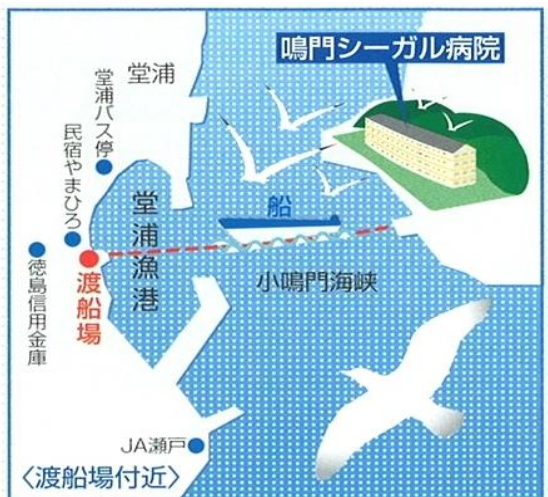 鳴門シーガル病院
堂浦
堂浦バス停
民宿やまひろ
堂浦漁港
船
渡船場
徳島信用金庫
小鳴門海峡
JA瀬戸
〈渡船場付近〉